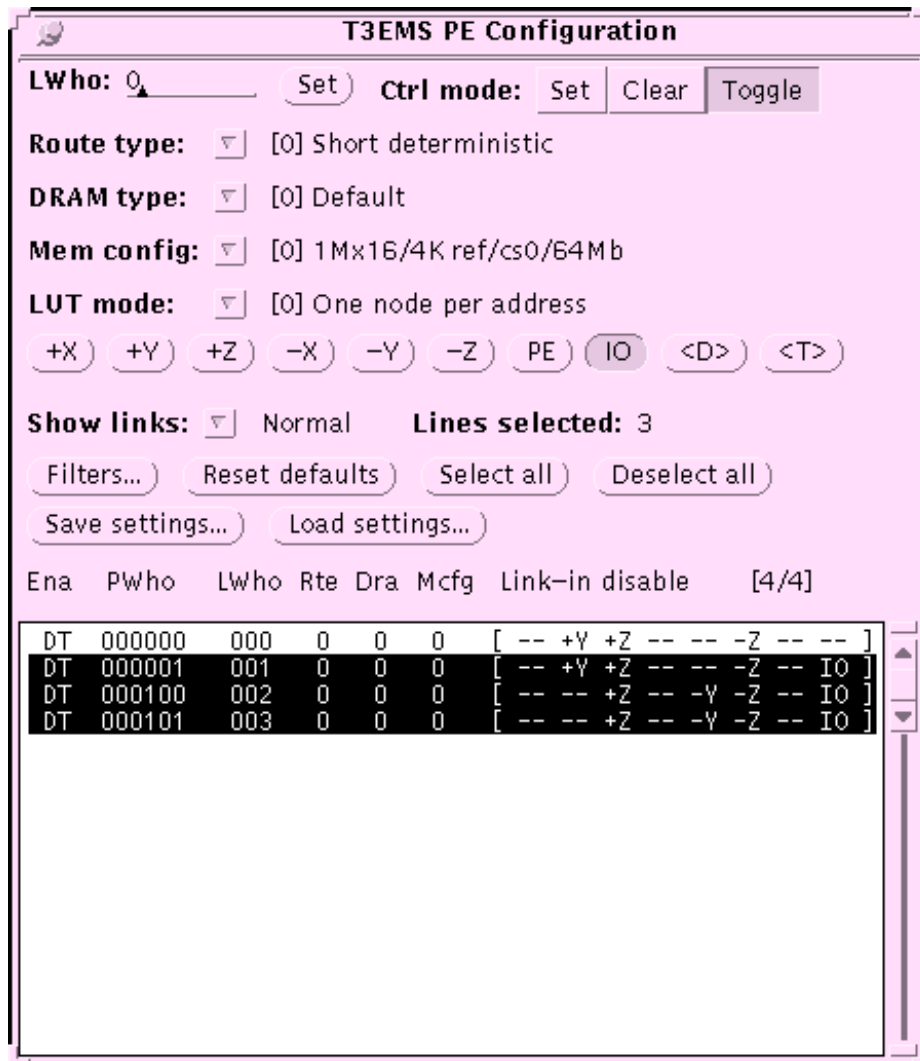 T3EMS PE Configuration
LWho: 0 Set Ctrl mode: Set Clear Toggle
Route type: [0] Short deterministic
DRAM type: [0] Default
Mem config: [0] 1Mx16/4K ref/cs0/64Mb
LUT mode: [0] One node per address
+X +Y +Z −X −Y −Z PE IO <D> <T>
Show links: Normal Lines selected: 3
Filters... Reset defaults Select all Deselect all
Save settings... Load settings...
Ena PWho LWho Rte Dra Mcfg Link−in disable [4/4]
DT 000000 000 0 0 0 [ -- +Y +Z -- -- -Z -- -- ]
DT 000001 001 0 0 0 [ -- +Y +Z -- -- -Z -- IO ]
DT 000100 002 0 0 0 [ -- -- +Z -- -Y -Z -- IO ]
DT 000101 003 0 0 0 [ -- -- +Z -- -Y -Z -- IO ]